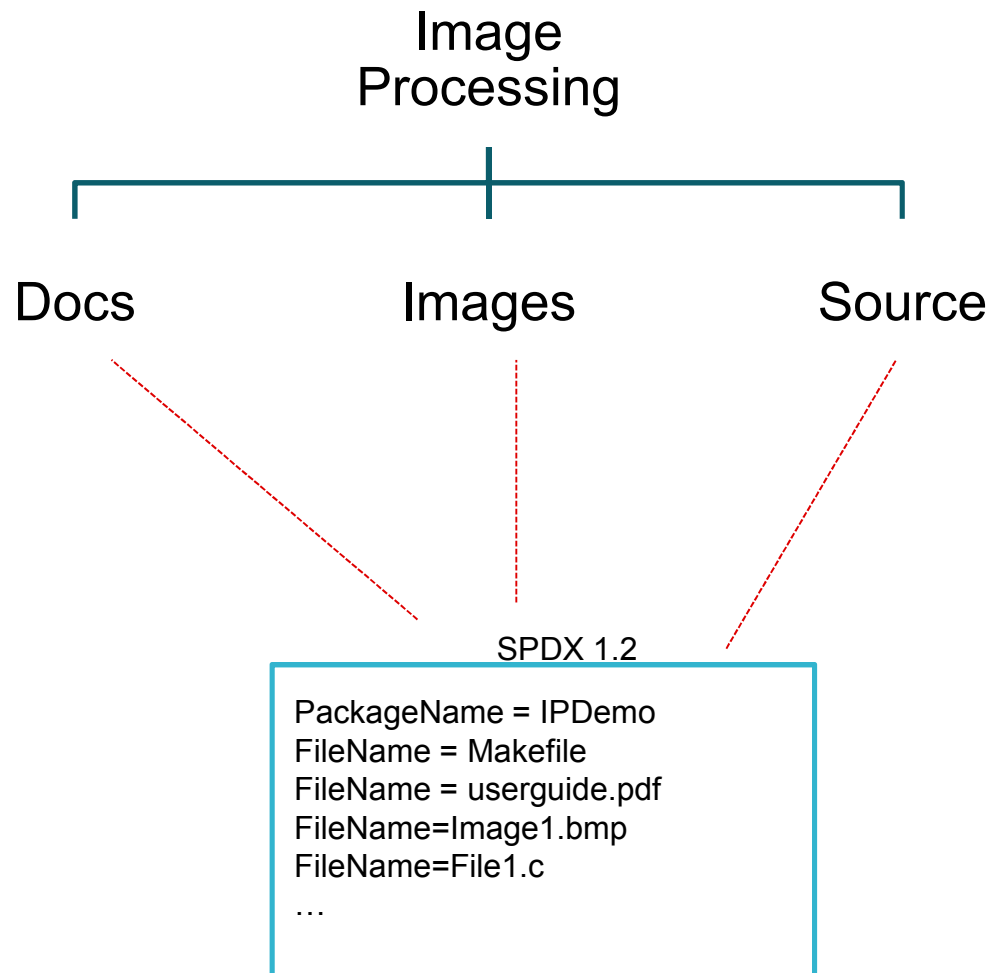 Image
Processing
Docs Images Source
SPDX 1.2
PackageName = IPDemo
FileName = Makefile
FileName = userguide.pdf
FileName=Image1.bmp
FileName=File1.c
…